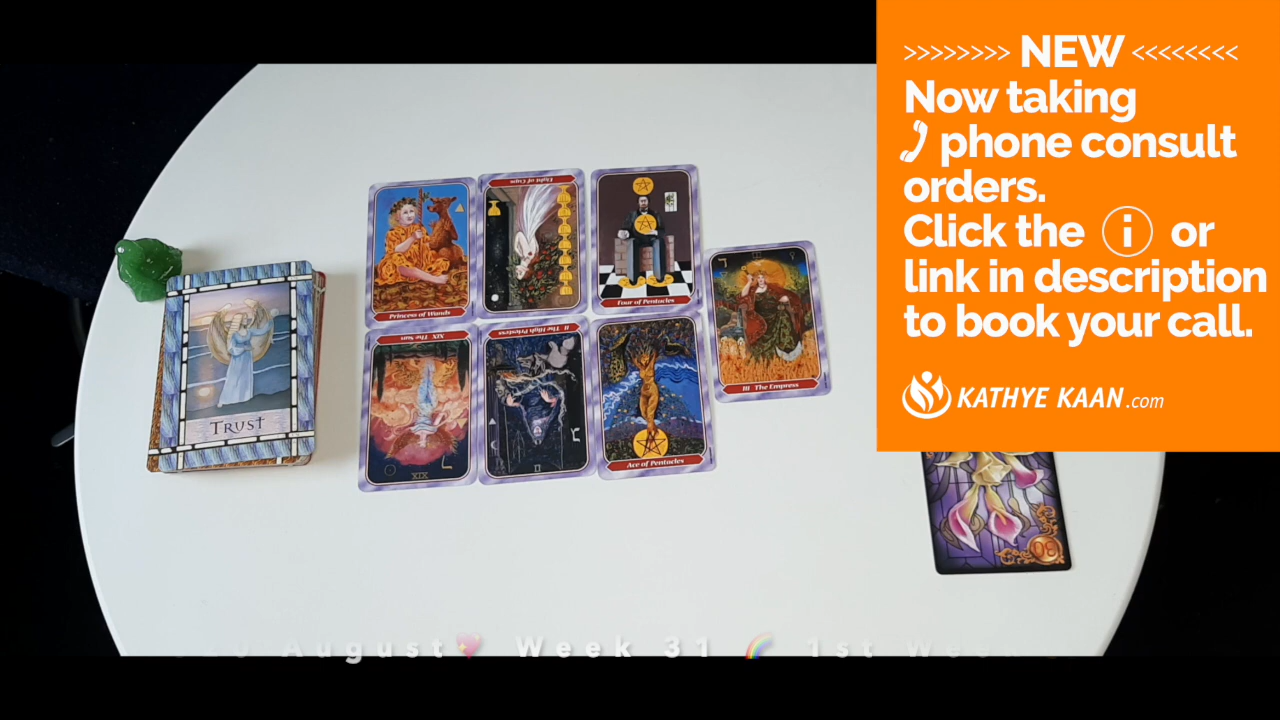 >>>>>>>> NEW <<<<<<<<
Now taking
phone consult
orders.
Click the i or
link in description
to book your call.
KATHYE KAAN.com
Princess of Wands
Eight of Cups
Four of Pentacles
XIX The Sun
XIX
II The High Priestess
Ace of Pentacles
III The Empress
TRUST
30
August💖 Week 31 🌈 1st Week